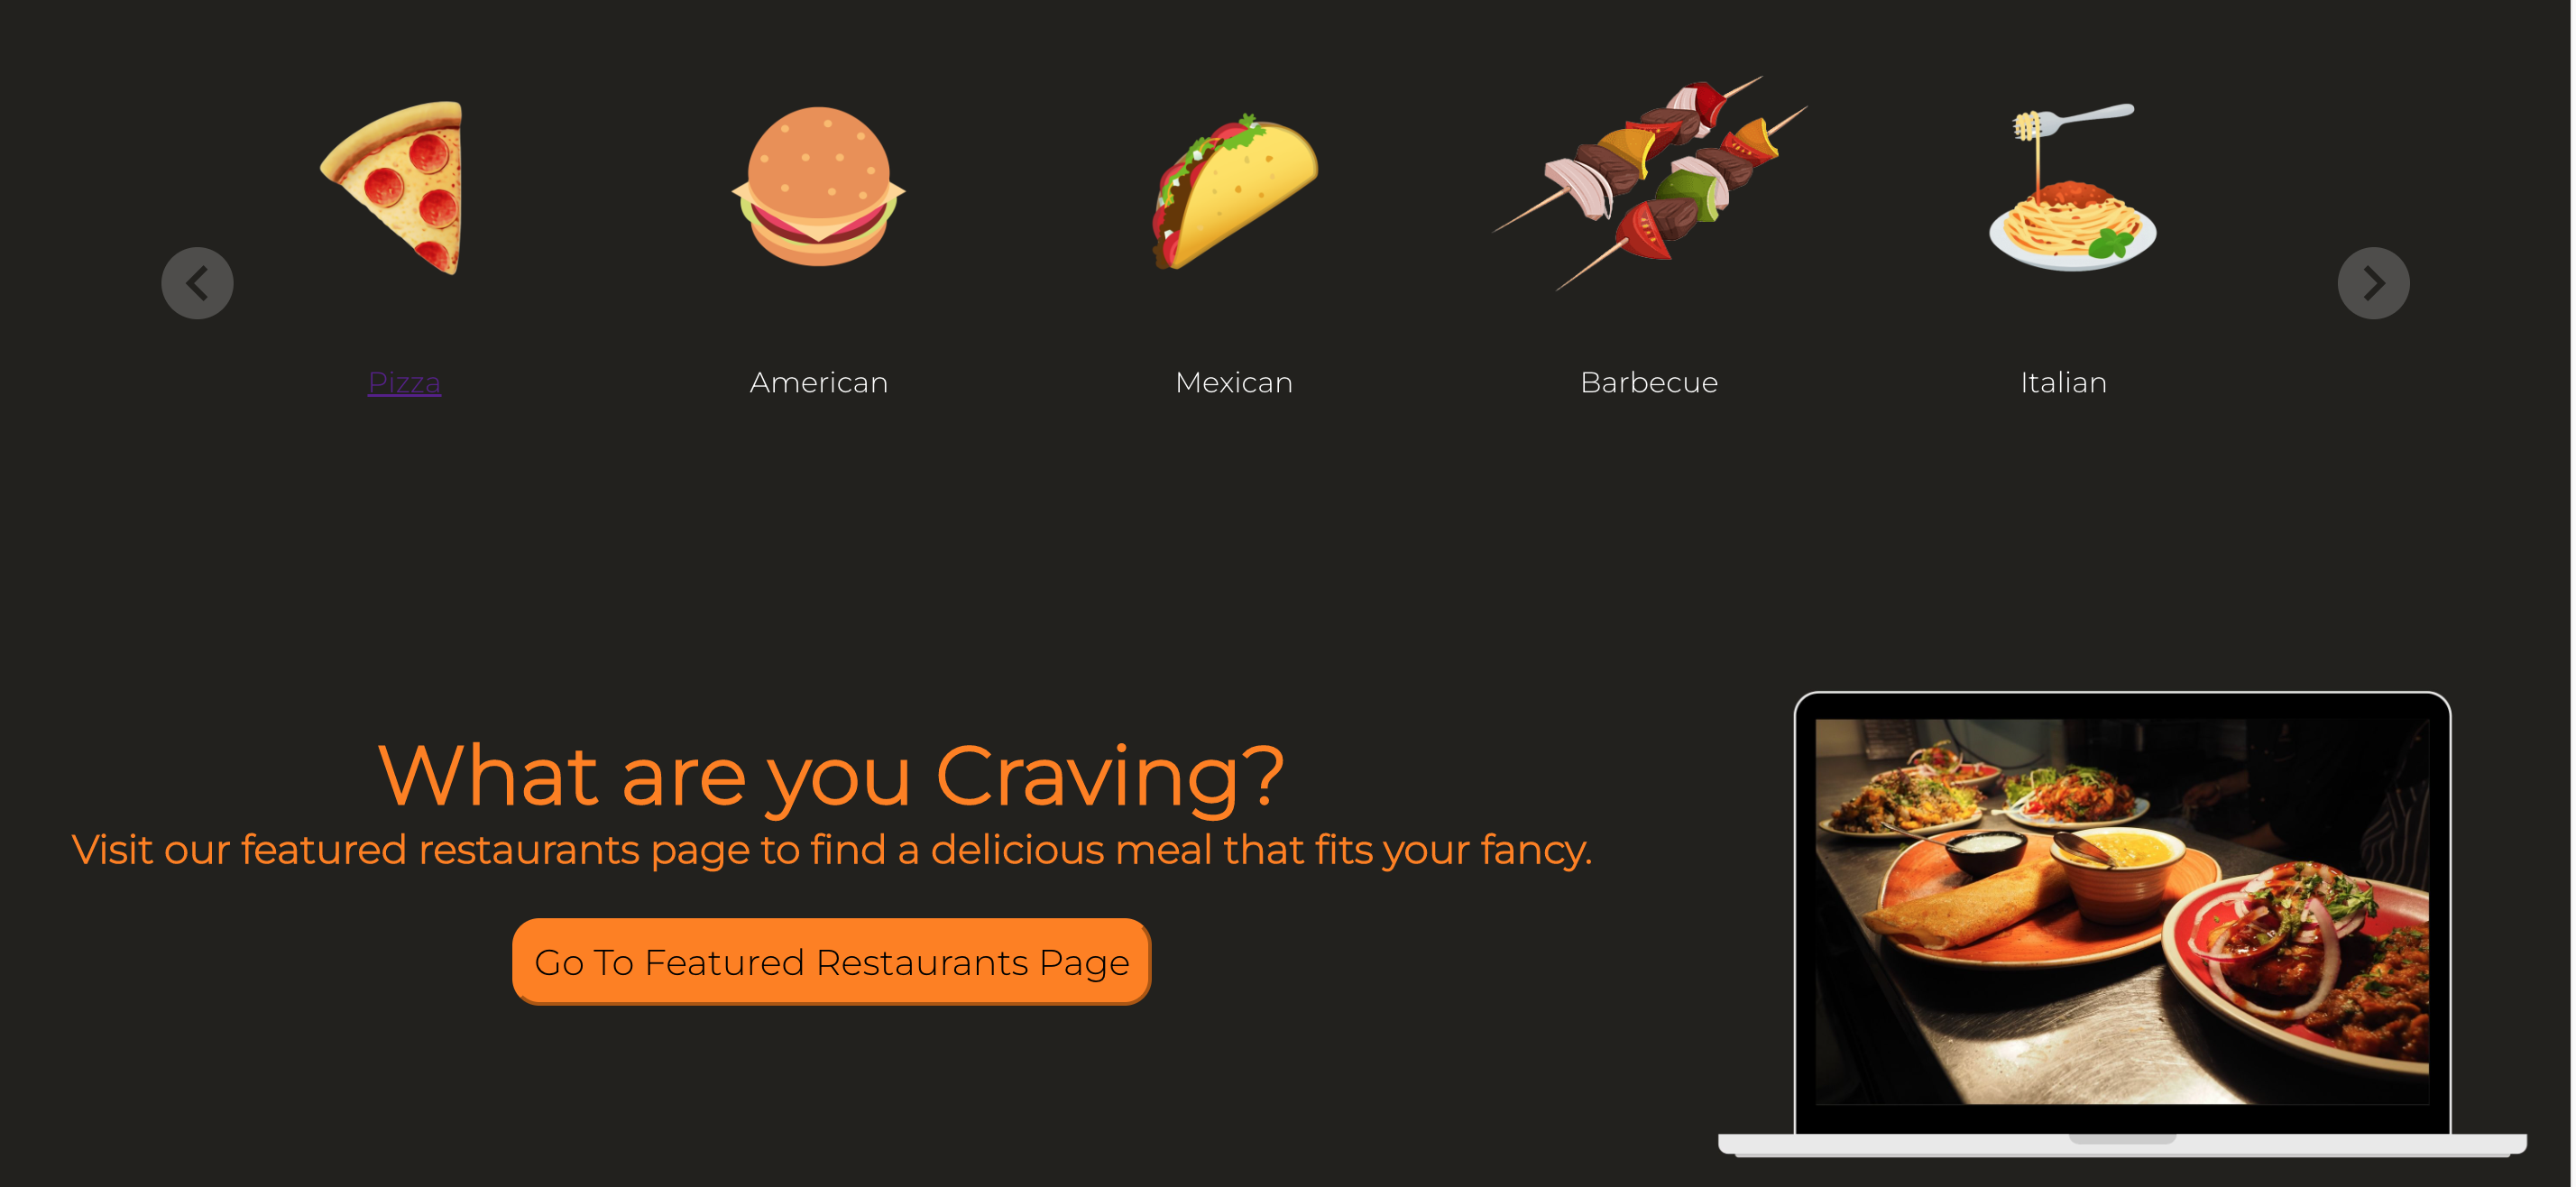 Pizza
American
Mexican
Barbecue
Italian
What are you Craving?
Visit our featured restaurants page to find a delicious meal that fits your fancy.
Go To Featured Restaurants Page